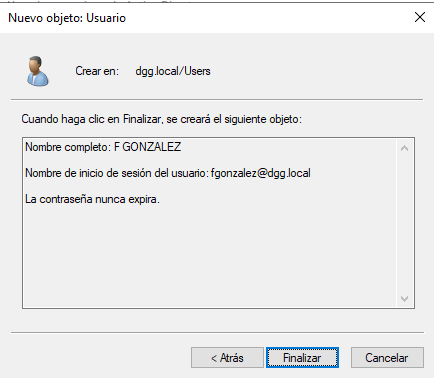 Nuevo objeto: Usuario
Crear en: dgg.local/Users
Cuando haga clic en Finalizar, se creará el siguiente objeto:
Nombre completo: F GONZALEZ
Nombre de inicio de sesión del usuario: fgonzalez@dgg.local
La contraseña nunca expira.
< Atrás Finalizar Cancelar